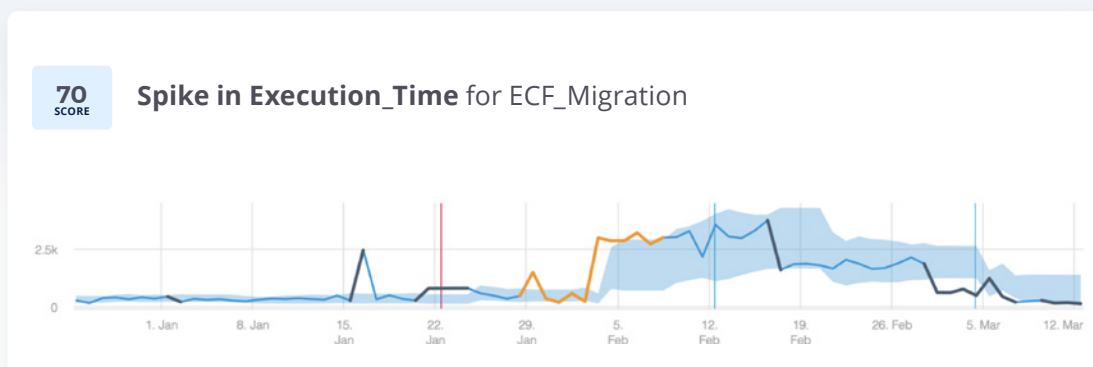 70
SCORE
Spike in Execution_Time for ECF_Migration
2.5k
0
1. Jan
8. Jan
15.
Jan
22.
Jan
29.
Jan
5.
Feb
12.
Feb
19.
Feb
26. Feb
5. Mar
12. Mar